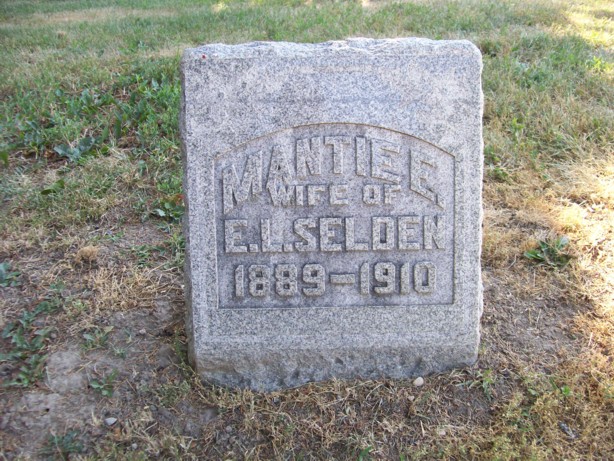 MANTIE E.
WIFE OF
E.L.SELDEN
1889-1910